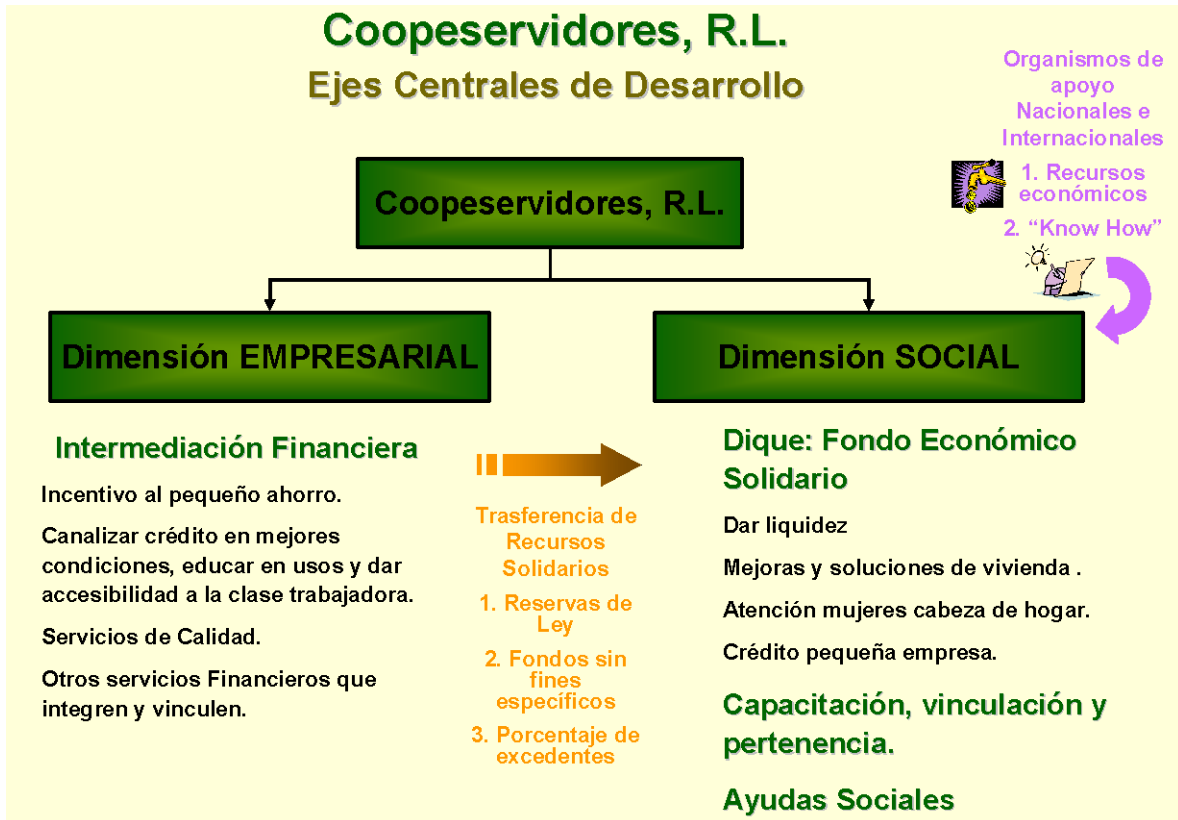 Coopeservidores, R.L.
Ejes Centrales de Desarrollo
Organismos de
apoyo
Nacionales e
Internacionales
1. Recursos
económicos
2. “Know How”
Coopeservidores, R.L.
Dimensión EMPRESARIAL
Dimensión SOCIAL
Intermediación Financiera
Incentivo al pequeño ahorro.
Canalizar crédito en mejores
condiciones, educar en usos y dar
accesibilidad a la clase trabajadora.
Servicios de Calidad.
Otros servicios Financieros que
integren y vinculen.
Trasferencia de
Recursos
Solidarios
1. Reservas de
Ley
2. Fondos sin
fines
específicos
3. Porcentaje de
excedentes
Dique: Fondo Económico
Solidario
Dar liquidez
Mejoras y soluciones de vivienda .
Atención mujeres cabeza de hogar.
Crédito pequeña empresa.
Capacitación, vinculación y
pertenencia.
Ayudas Sociales